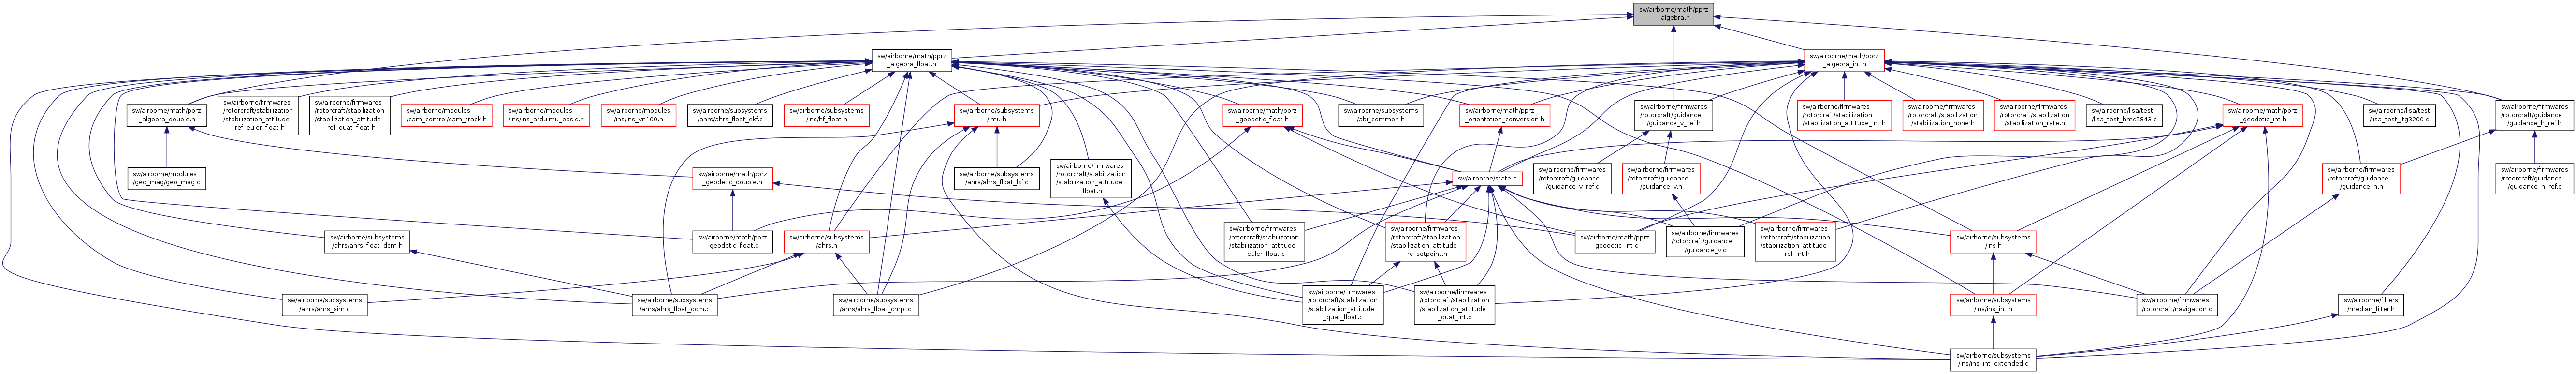 sw/airborne/math/pprz
_algebra.h
sw/airborne/math/pprz
_algebra_float.h
sw/airborne/math/pprz
_algebra_int.h
sw/airborne/math/pprz
_algebra_double.h
sw/airborne/firmwares
/rotorcraft/stabilization
/stabilization_attitude
_ref_euler_float.h
sw/airborne/firmwares
/rotorcraft/stabilization
/stabilization_attitude
_ref_quat_float.h
sw/airborne/modules
/cam_control/cam_track.h
sw/airborne/modules
/ins/ins_arduimu_basic.h
sw/airborne/modules
/ins/ins_vn100.h
sw/airborne/subsystems
/ahrs/ahrs_float_ekf.c
sw/airborne/subsystems
/ins/hf_float.h
sw/airborne/subsystems
/imu.h
sw/airborne/math/pprz
_geodetic_float.h
sw/airborne/subsystems
/abi_common.h
sw/airborne/math/pprz
_orientation_conversion.h
sw/airborne/firmwares
/rotorcraft/guidance
/guidance_v_ref.h
sw/airborne/firmwares
/rotorcraft/stabilization
/stabilization_attitude_int.h
sw/airborne/firmwares
/rotorcraft/stabilization
/stabilization_none.h
sw/airborne/firmwares
/rotorcraft/stabilization
/stabilization_rate.h
sw/airborne/lisa/test
/lisa_test_hmc5843.c
sw/airborne/math/pprz
_geodetic_int.h
sw/airborne/lisa/test
/lisa_test_itg3200.c
sw/airborne/firmwares
/rotorcraft/guidance
/guidance_h_ref.h
sw/airborne/modules
/geo_mag/geo_mag.c
sw/airborne/math/pprz
_geodetic_double.h
sw/airborne/subsystems
/ahrs/ahrs_float_lkf.c
sw/airborne/firmwares
/rotorcraft/stabilization
/stabilization_attitude
_float.h
sw/airborne/state.h
sw/airborne/firmwares
/rotorcraft/guidance
/guidance_v_ref.c
sw/airborne/firmwares
/rotorcraft/guidance
/guidance_v.h
sw/airborne/firmwares
/rotorcraft/guidance
/guidance_h.h
sw/airborne/firmwares
/rotorcraft/guidance
/guidance_h_ref.c
sw/airborne/subsystems
/ahrs/ahrs_float_dcm.h
sw/airborne/math/pprz
_geodetic_float.c
sw/airborne/subsystems
/ahrs.h
sw/airborne/firmwares
/rotorcraft/stabilization
/stabilization_attitude
_euler_float.c
sw/airborne/firmwares
/rotorcraft/stabilization
/stabilization_attitude
_rc_setpoint.h
sw/airborne/math/pprz
_geodetic_int.c
sw/airborne/firmwares
/rotorcraft/guidance
/guidance_v.c
sw/airborne/firmwares
/rotorcraft/stabilization
/stabilization_attitude
_ref_int.h
sw/airborne/subsystems
/ins.h
sw/airborne/subsystems
/ahrs/ahrs_sim.c
sw/airborne/subsystems
/ahrs/ahrs_float_dcm.c
sw/airborne/subsystems
/ahrs/ahrs_float_cmpl.c
sw/airborne/firmwares
/rotorcraft/stabilization
/stabilization_attitude
_quat_float.c
sw/airborne/firmwares
/rotorcraft/stabilization
/stabilization_attitude
_quat_int.c
sw/airborne/subsystems
/ins/ins_int.h
sw/airborne/firmwares
/rotorcraft/navigation.c
sw/airborne/filters
/median_filter.h
sw/airborne/subsystems
/ins/ins_int_extended.c